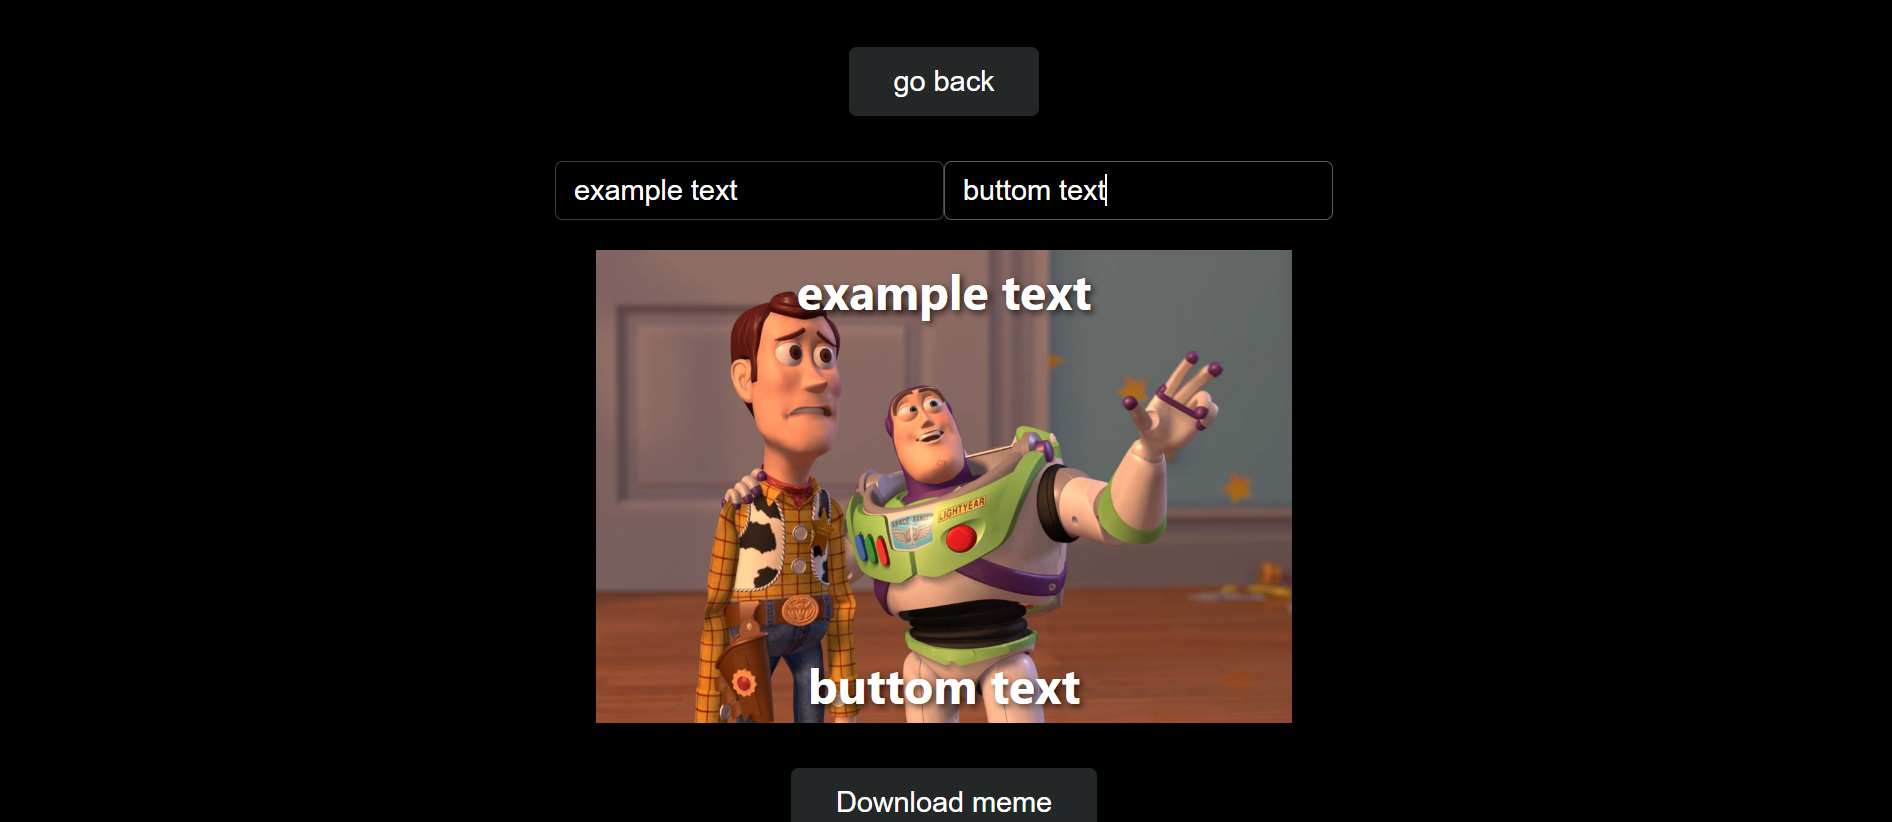 go back
example text
buttom text
example text
SPACE RANGER
LIGHTYEAR
buttom text
Download meme